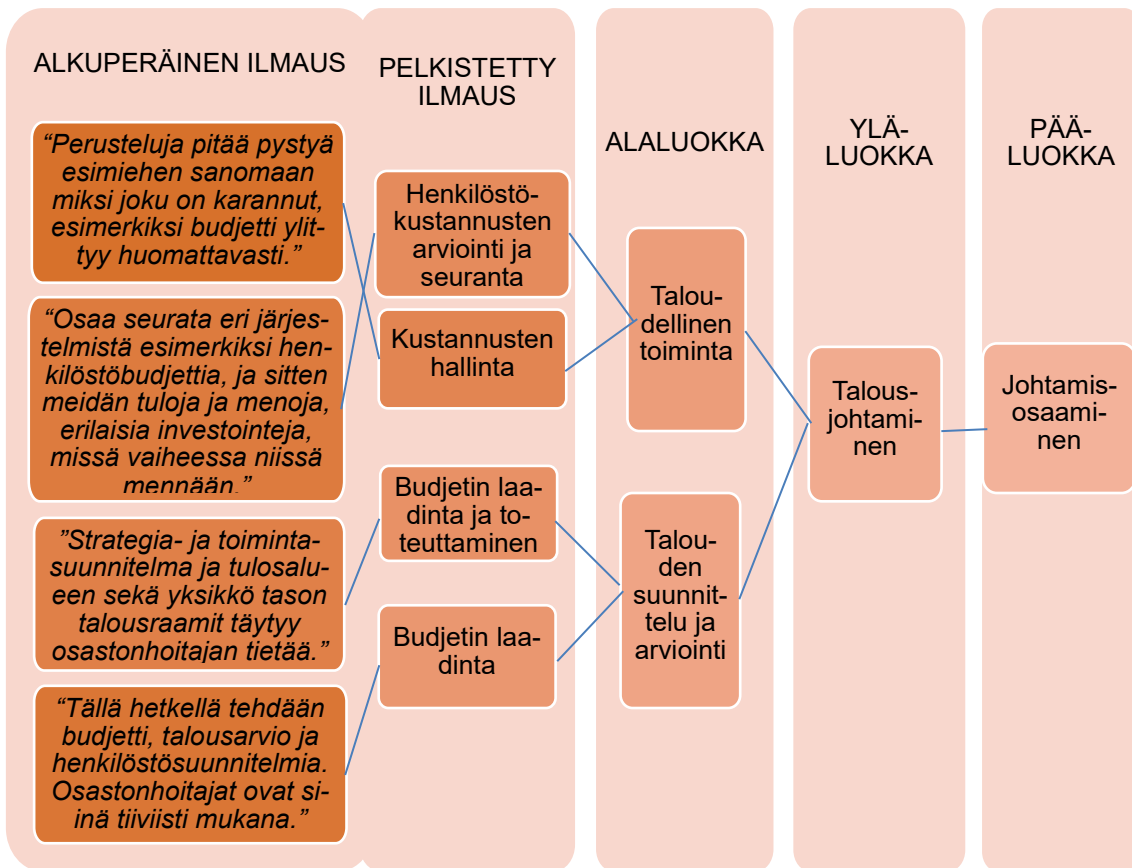 ALKUPERÄINEN ILMAUS
“Perusteluja pitää pystyä
esimiehen sanomaan
miksi joku on karannut,
esimerkiksi budjetti ylit-
tyy huomattavasti.”
“Osaa seurata eri järjes-
telmistä esimerkiksi hen-
kilöstöbudjettia, ja sitten
meidän tuloja ja menoja,
erilaisia investointeja,
missä vaiheessa niissä
mennään.”
”Strategia- ja toiminta-
suunnitelma ja tulosalu-
een sekä yksikkö tason
talousraamit täytyy
osastonhoitajan tietää.”
“Tällä hetkellä tehdään
budjetti, talousarvio ja
henkilöstösuunnitelmia.
Osastonhoitajat ovat si-
inä tiiviisti mukana.”
PELKISTETTY
ILMAUS
Henkilöstö-
kustannusten
arviointi ja
seuranta
Kustannusten
hallinta
Budjetin laa-
dinta ja to-
teuttaminen
Budjetin laa-
dinta
ALALUOKKA
Talou-
dellinen
toiminta
Talou-
den
suunnit-
telu ja
arviointi
YLÄ-
LUOKKA
Talous-
johtami-
nen
PÄÄ-
LUOKKA
Johtamis-
osaami-
nen